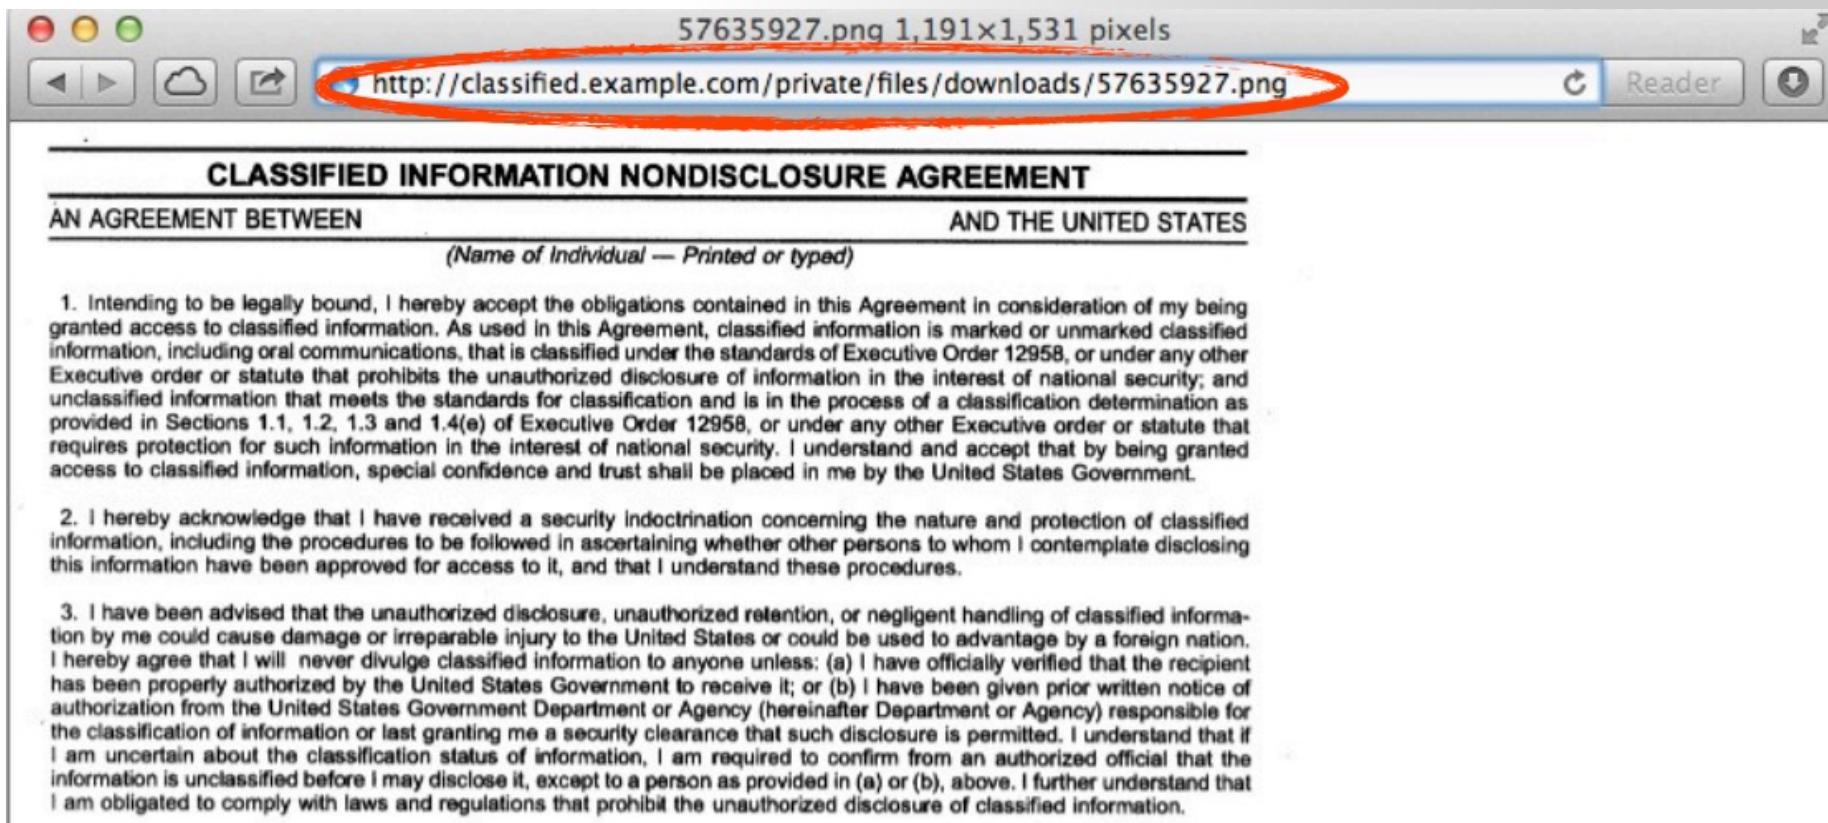 57635927.png 1,191×1,531 pixels
http://classified.example.com/private/files/downloads/57635927.png
Reader
CLASSIFIED INFORMATION NONDISCLOSURE AGREEMENT
AN AGREEMENT BETWEEN AND THE UNITED STATES
(Name of Individual — Printed or typed)
1. Intending to be legally bound, I hereby accept the obligations contained in this Agreement in consideration of my being
granted access to classified information. As used in this Agreement, classified information is marked or unmarked classified
information, including oral communications, that is classified under the standards of Executive Order 12958, or under any other
Executive order or statute that prohibits the unauthorized disclosure of information in the interest of national security; and
unclassified information that meets the standards for classification and is in the process of a classification determination as
provided in Sections 1.1, 1.2, 1.3 and 1.4(e) of Executive Order 12958, or under any other Executive order or statute that
requires protection for such information in the interest of national security. I understand and accept that by being granted
access to classified information, special confidence and trust shall be placed in me by the United States Government.
2. I hereby acknowledge that I have received a security indoctrination concerning the nature and protection of classified
information, including the procedures to be followed in ascertaining whether other persons to whom I contemplate disclosing
this information have been approved for access to it, and that I understand these procedures.
3. I have been advised that the unauthorized disclosure, unauthorized retention, or negligent handling of classified informa-
tion by me could cause damage or irreparable injury to the United States or could be used to advantage by a foreign nation.
I hereby agree that I will never divulge classified information to anyone unless: (a) I have officially verified that the recipient
has been properly authorized by the United States Government to receive it; or (b) I have been given prior written notice of
authorization from the United States Government Department or Agency (hereinafter Department or Agency) responsible for
the classification of information or last granting me a security clearance that such disclosure is permitted. I understand that if
I am uncertain about the classification status of information, I am required to confirm from an authorized official that the
information is unclassified before I may disclose it, except to a person as provided in (a) or (b), above. I further understand that
I am obligated to comply with laws and regulations that prohibit the unauthorized disclosure of classified information.